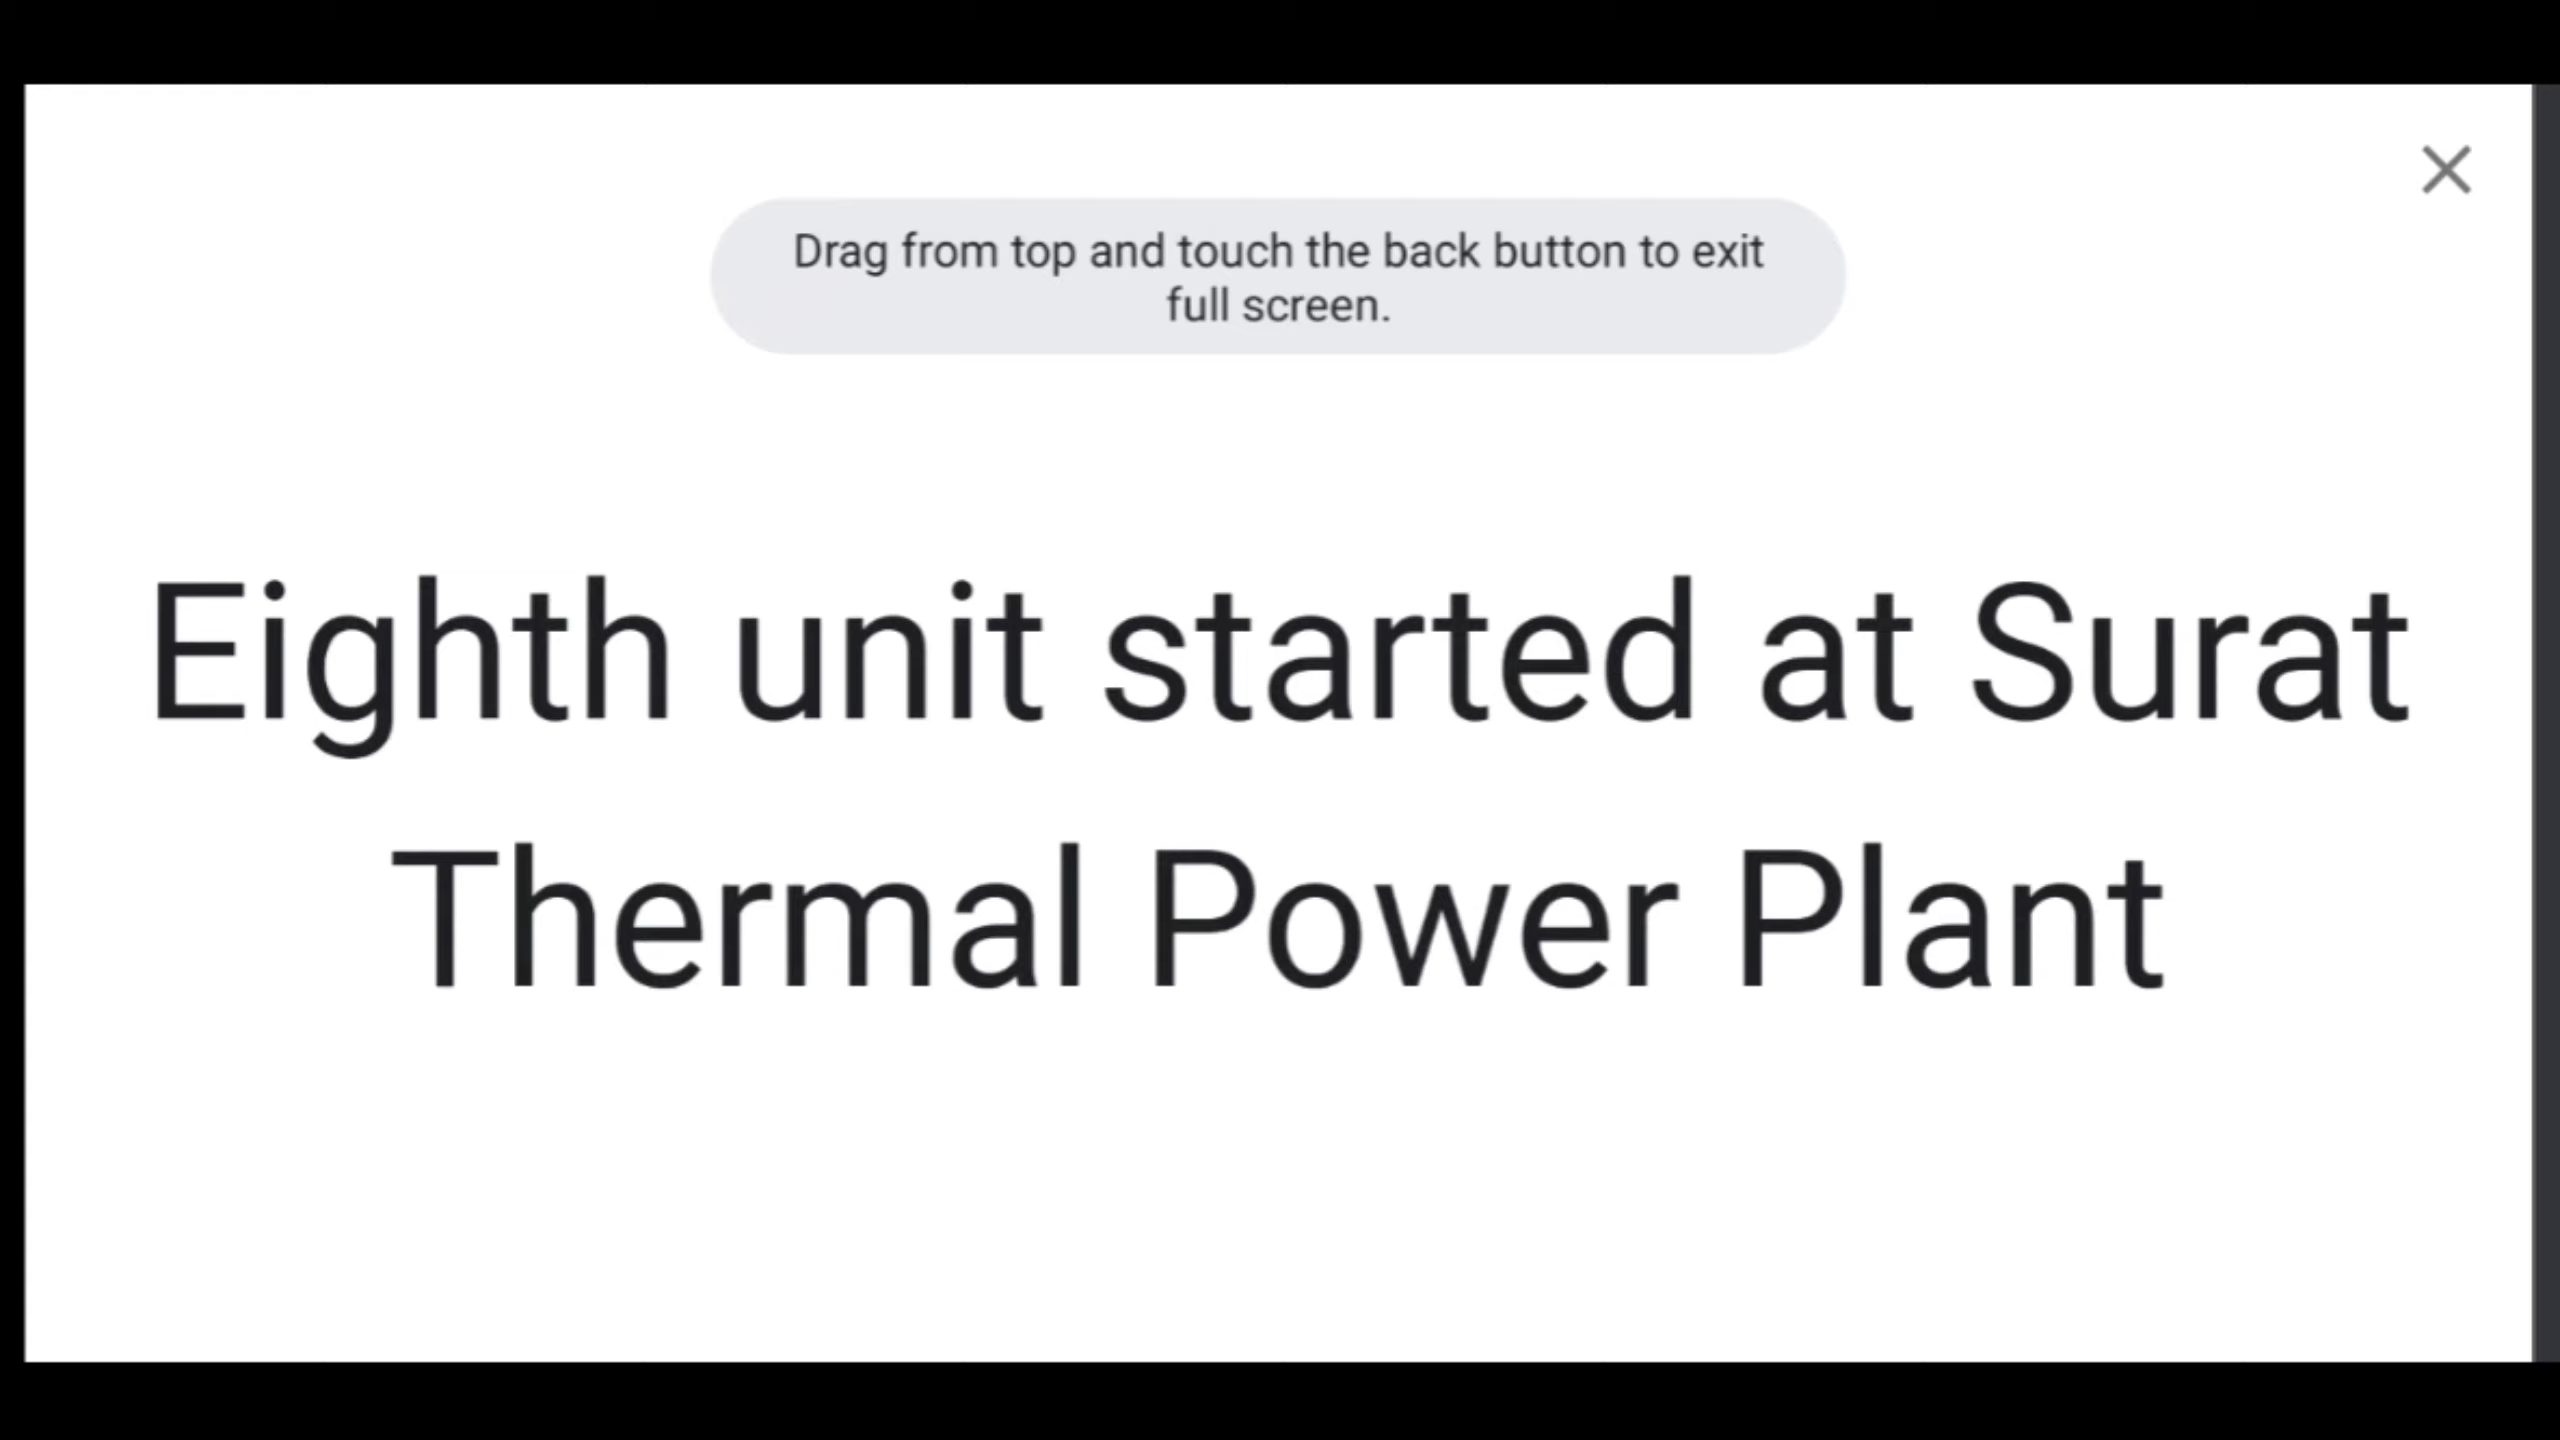 Drag from top and touch the back button to exit
full screen.
Eighth unit started at Surat
Thermal Power Plant